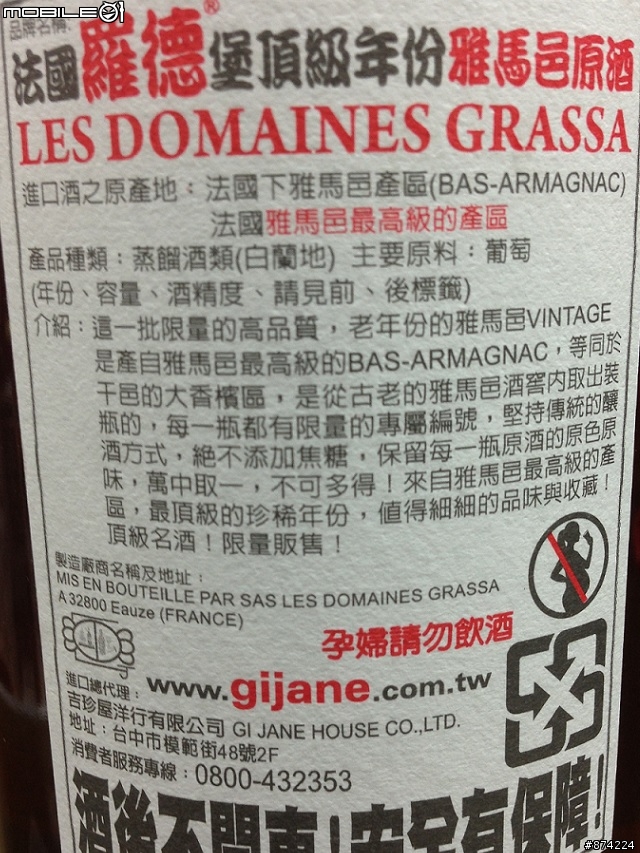 MOBILE01
品牌名稱:
法國羅德®堡頂級年份雅馬邑原酒
LES DOMAINES GRASSA
進口酒之原產地：法國下雅馬邑產區(BAS-ARMAGNAC)
法國雅馬邑最高級的產區
產品種類：蒸餾酒類(白蘭地) 主要原料：葡萄
(年份、容量、酒精度、請見前、後標籤)
介紹：這一批限量的高品質，老年份的雅馬邑VINTAGE
是產自雅馬邑最高級的BAS-ARMAGNAC，等同於
干邑的大香檳區，是從古老的雅馬邑酒窖內取出裝
瓶的，每一瓶都有限量的專屬編號，堅持傳統的釀
酒方式，絕不添加焦糖，保留每一瓶原酒的原色原
味，萬中取一，不可多得！來自雅馬邑最高級的產
區，最頂級的珍稀年份，值得細細的品味與收藏！
頂級名酒！限量販售！
製造廠商名稱及地址：
MIS EN BOUTEILLE PAR SAS LES DOMAINES GRASSA
A 32800 Eauze (FRANCE)
孕婦請勿飲酒
進口總代理：
www.gijane.com.tw
吉珍屋洋行有限公司 GI JANE HOUSE CO.,LTD.
地址：台中市模範街48號2F
消費者服務專線：0800-432353
酒後不開車！安全有保障！
#874224